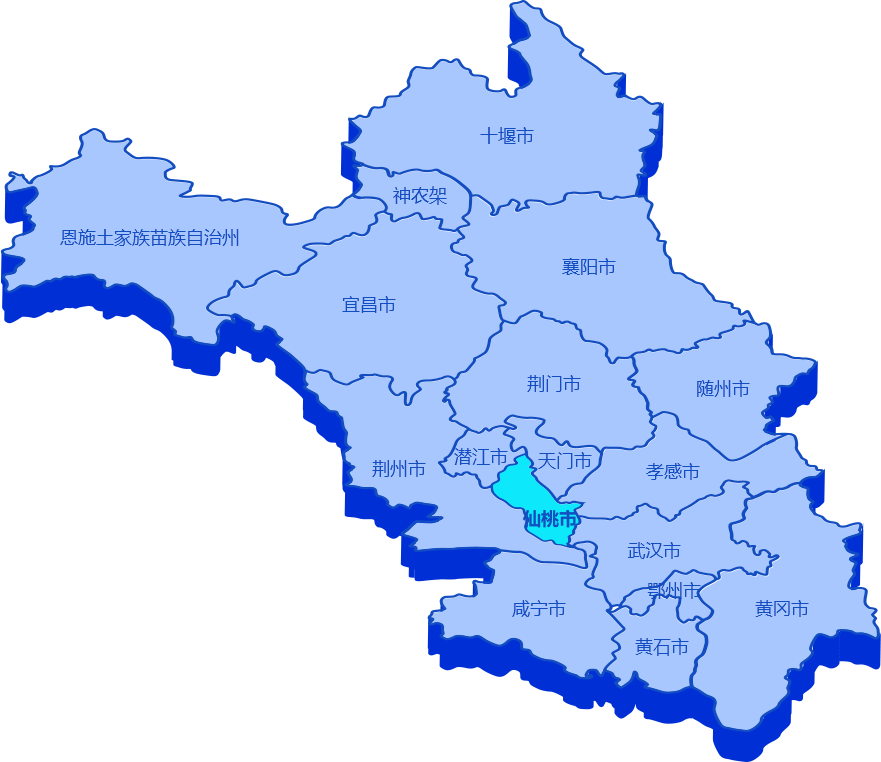 十堰市
神农架
恩施土家族苗族自治州
襄阳市
宜昌市
荆门市
随州市
潜江市
天门市
荆州市
孝感市
仙桃市
武汉市
鄂州市
咸宁市
黄冈市
黄石市